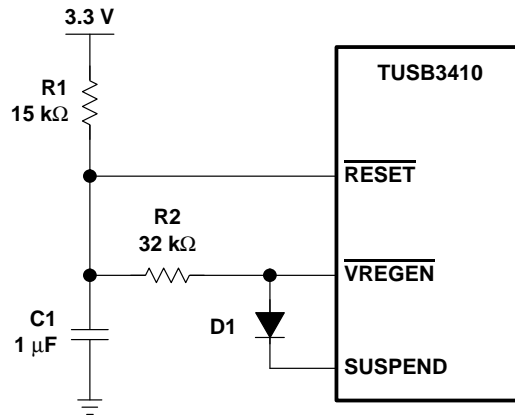 3.3 V
TUSB3410
R1
15 kΩ
RESET
R2
32 kΩ
VREGEN
C1
1 μF
D1
SUSPEND